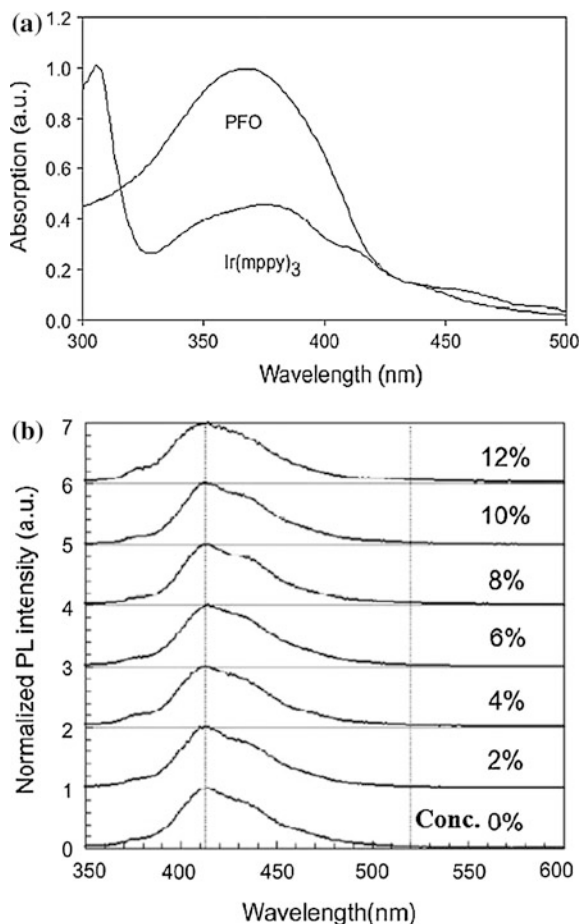 (a)
1.2
1.0
0.8
0.6
0.4
0.2
0.0
Absorption (a.u.)
PFO
Ir(mppy)3
300 350 400 450 500
Wavelength (nm)
(b)
7
6
5
4
3
2
1
0
Normalized PL intensity (a.u.)
12%
10%
8%
6%
4%
2%
Conc. 0%
350 400 450 500 550 600
Wavelength(nm)